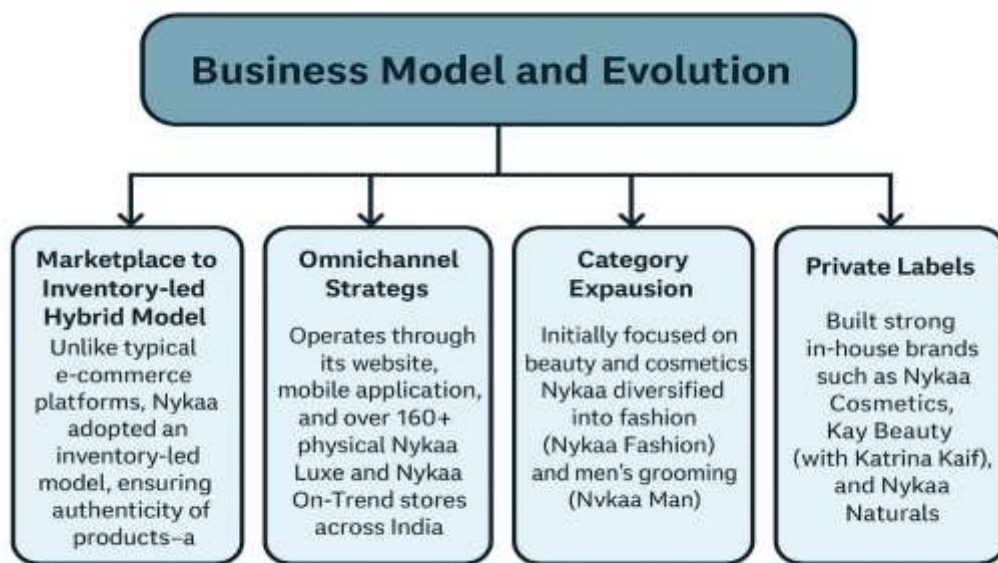 Business Model and Evolution
Marketplace to
Inventory-led
Hybrid Model
Unlike typical
e-commerce
platforms, Nykaa
adopted an
inventory-led
model, ensuring
authenticity of
products–a
Omnichannel
Strategs
Operates through
its website,
mobile application,
and over 160+
physical Nykaa
Luxe and Nykaa
On-Trend stores
across India
Category
Expausion
Initially focused on
beauty and cosmetics
Nykaa diversified
into fashion
(Nykaa Fashion)
and men's grooming
(Nvkaa Man)
Private Labels
Built strong
in-house brands
such as Nykaa
Cosmetics,
Kay Beauty
(with Katrina Kaif),
and Nykaa
Naturals